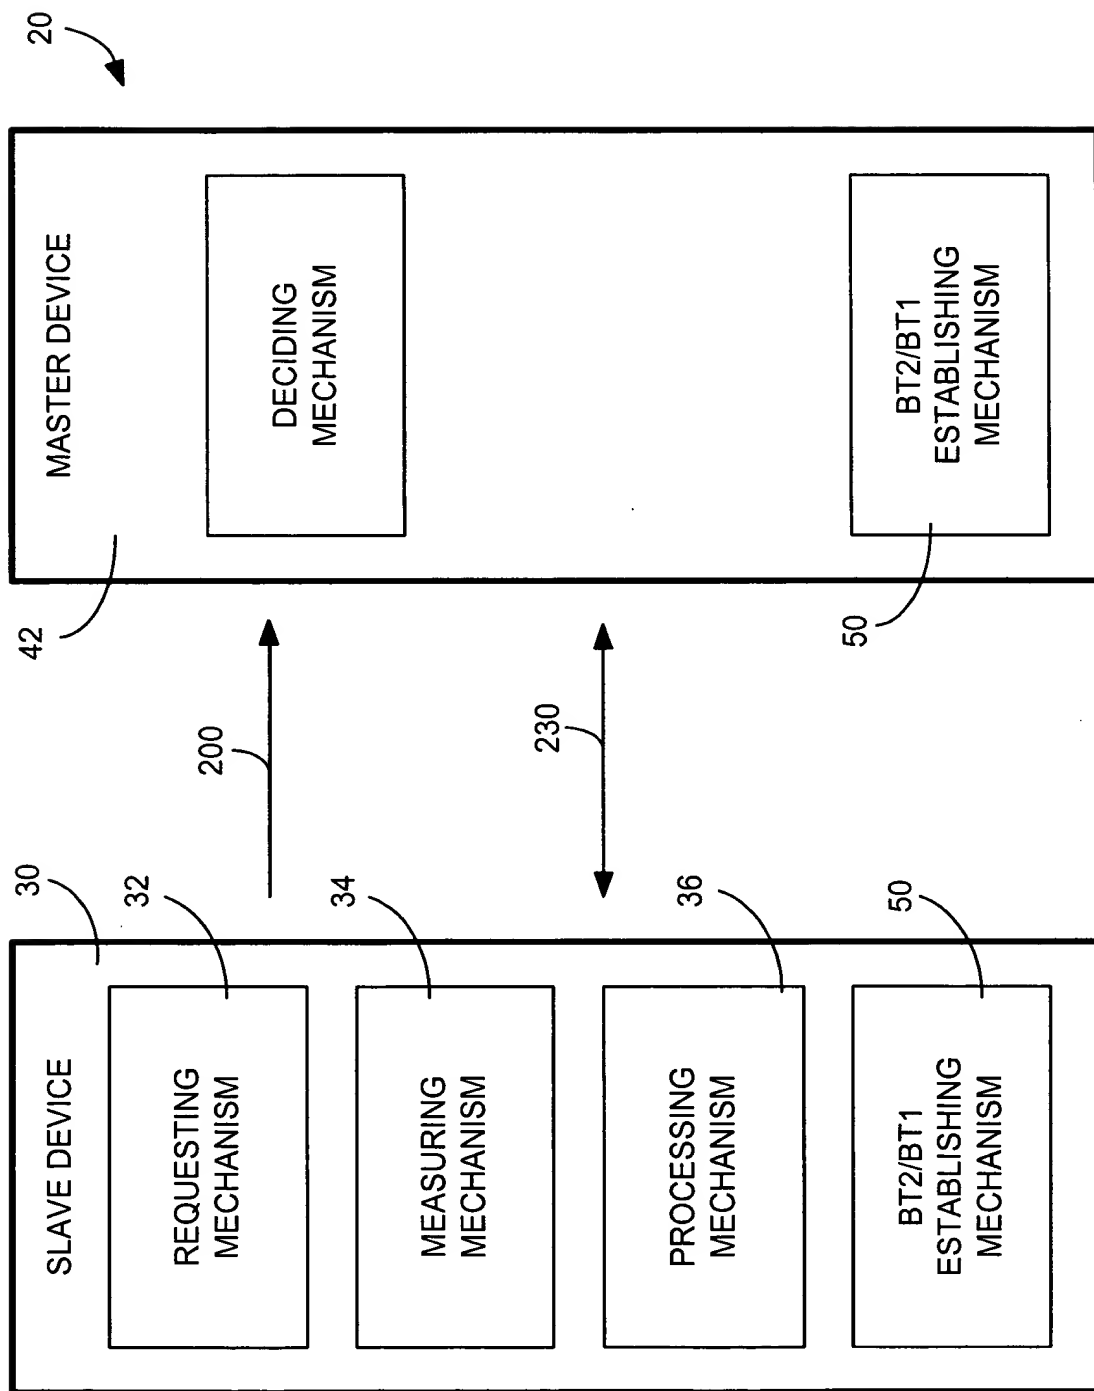 20
MASTER DEVICE
42
DECIDING
MECHANISM
BT2/BT1
ESTABLISHING
MECHANISM
50
200
230
SLAVE DEVICE
30
REQUESTING
MECHANISM
32
MEASURING
MECHANISM
34
PROCESSING
MECHANISM
36
BT2/BT1
ESTABLISHING
MECHANISM
50